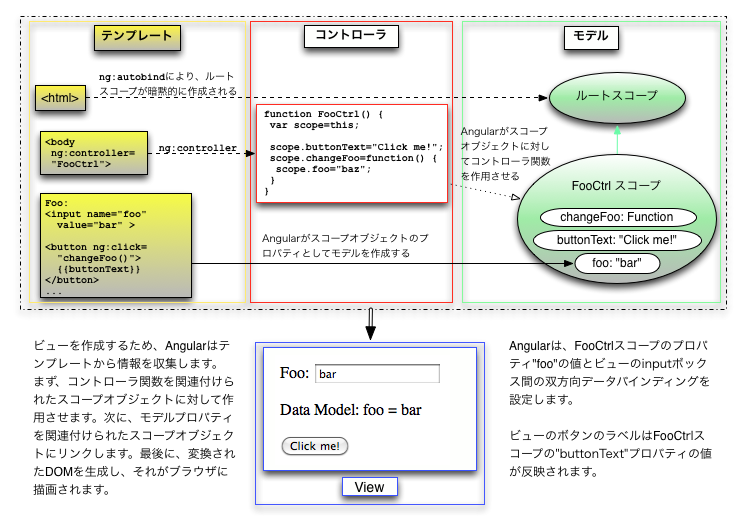 テンプレート
コントローラ
モデル
ng:autobindにより、ルート
スコープが暗黙的に作成される
<html>
ルートスコープ
function FooCtrl() {
var scope=this;
scope.buttonText="Click me!";
scope.changeFoo=function() {
scope.foo="baz";
}
}
<body
ng:controller=
"FooCtrl">
ng:controller
Angularがスコープ
オブジェクトに対し
てコントローラ関数
を作用させる
FooCtrl スコープ
changeFoo: Function
buttonText: "Click me!"
foo: "bar"
Foo:
<input name="foo"
value="bar" >
<button ng:click=
"changeFoo()">
{{buttonText)}
</button>
...
Angularがスコープオブジェクトのプ
ロパティとしてモデルを作成する
ビューを作成するため、Angularはテ
ンプレートから情報を収集します。
まず、コントローラ関数を関連付けら
れたスコープオブジェクトに対して作
用させます。次に、モデルプロパティ
を関連付けられたスコープオブジェク
トにリンクします。最後に、変換され
たDOMを生成し、それがブラウザに
描画されます。
Foo: bar
Data Model: foo = bar
Click me!
View
Angularは、FooCtrlスコープのプロパ
ティ"foo"の値とビューのinputボック
ス間の双方向データバインディングを
設定します。
ビューのボタンのラベルはFooCtrlス
コープの"buttonText"プロパティの値
が反映されます。